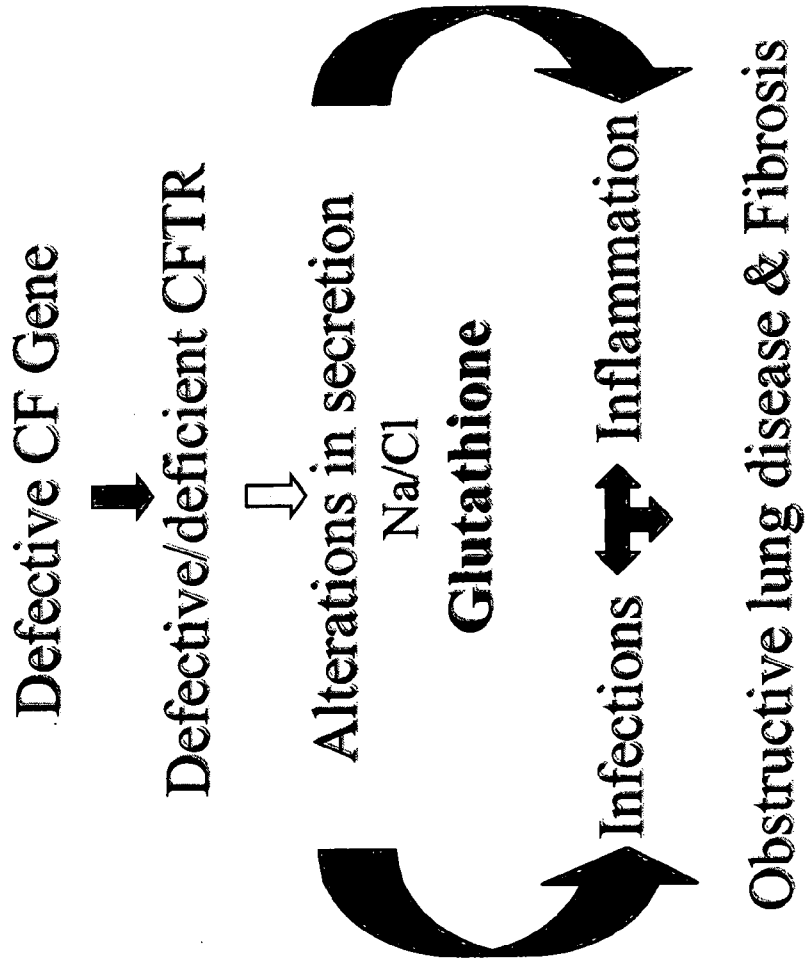 Defective CF Gene
Defective/deficient CFTR
Alterations in secretion
Na/Cl
Glutathione
Infections Inflammation
Obstructive lung disease & Fibrosis